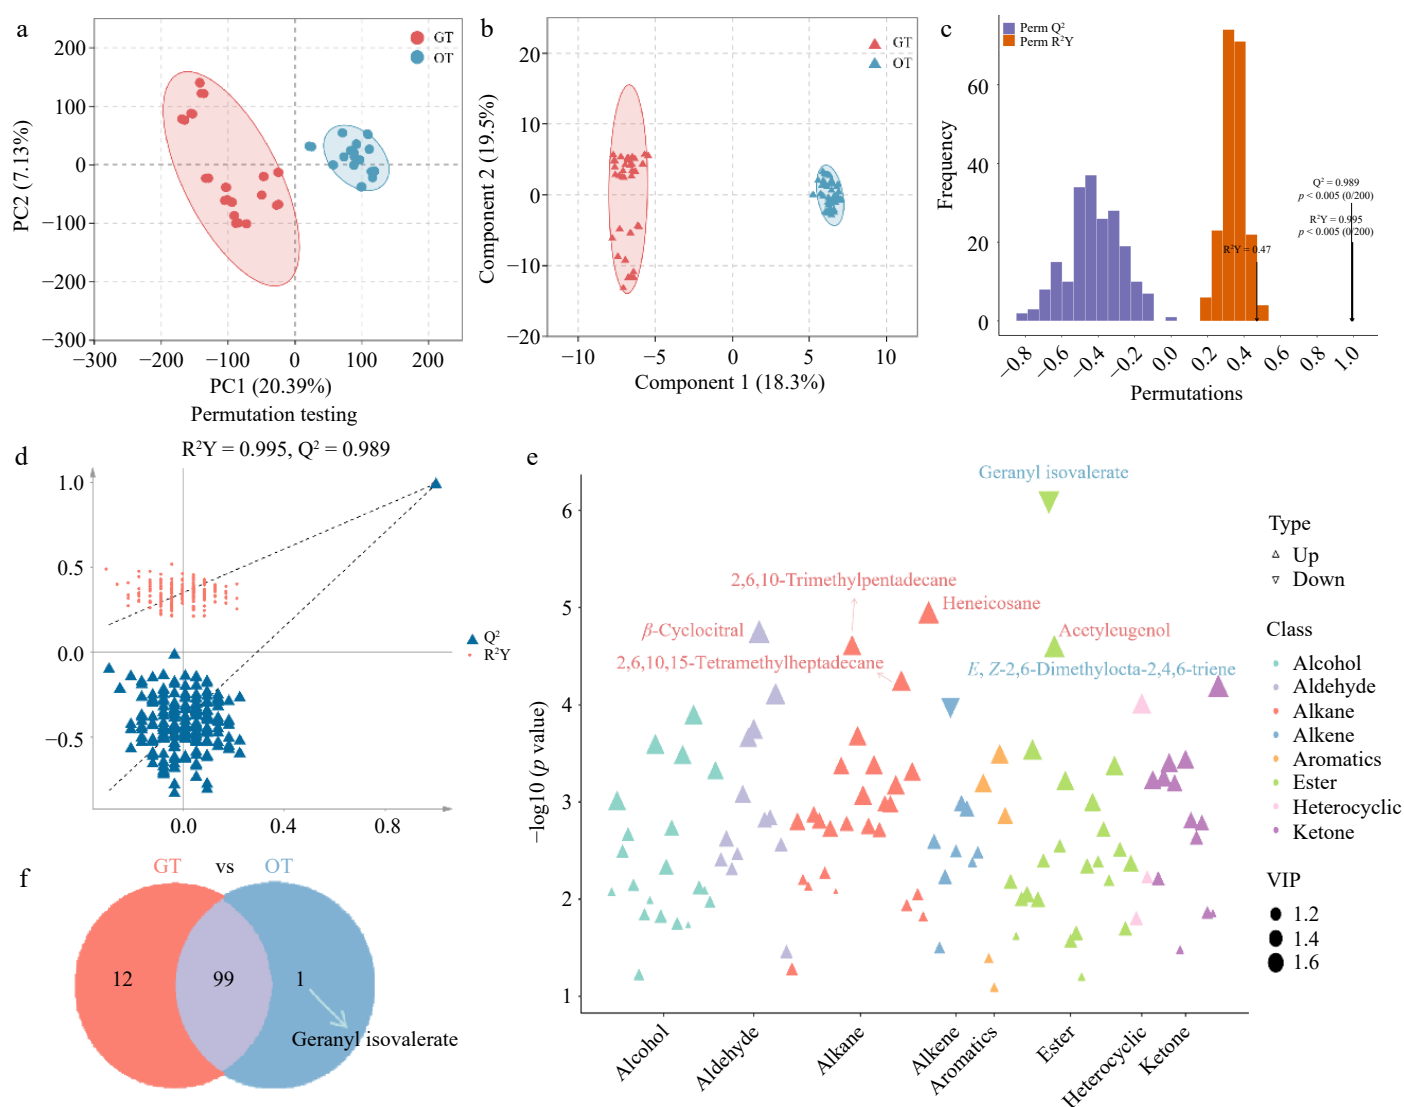 a
GT
OT
200
100
0
−100
−200
−300
−300
−200
−100
0
100
200
PC2 (7.13%)
PC1 (20.39%)
b
GT
OT
20
10
0
−10
−20
−10
−5
0
5
10
Component 2 (19.5%)
Component 1 (18.3%)
c
Perm Q²
Perm R²Y
60
40
20
0
Frequency
Q² = 0.989
p < 0.005 (0/200)
R²Y = 0.995
p < 0.005 (0/200)
R²Y = 0.47
−0.8
−0.6
−0.4
−0.2
0.0
0.2
0.4
0.6
0.8
1.0
Permutations
Permutation testing
d
R²Y = 0.995, Q² = 0.989
1.0
0.5
0.0
−0.5
0.0
0.4
0.8
Q²
R²Y
e
Geranyl isovalerate
2,6,10-Trimethylpentadecane
Heneicosane
β-Cyclocitral
Acetyleugenol
2,6,10,15-Tetramethylheptadecane
E, Z-2,6-Dimethylocta-2,4,6-triene
6
5
4
3
2
1
−log10 (p value)
Alcohol
Aldehyde
Alkane
Alkene
Aromatics
Ester
Heterocyclic
Ketone
Type
Up
Down
Class
Alcohol
Aldehyde
Alkane
Alkene
Aromatics
Ester
Heterocyclic
Ketone
VIP
1.2
1.4
1.6
f
GT vs OT
12
99
1
Geranyl isovalerate